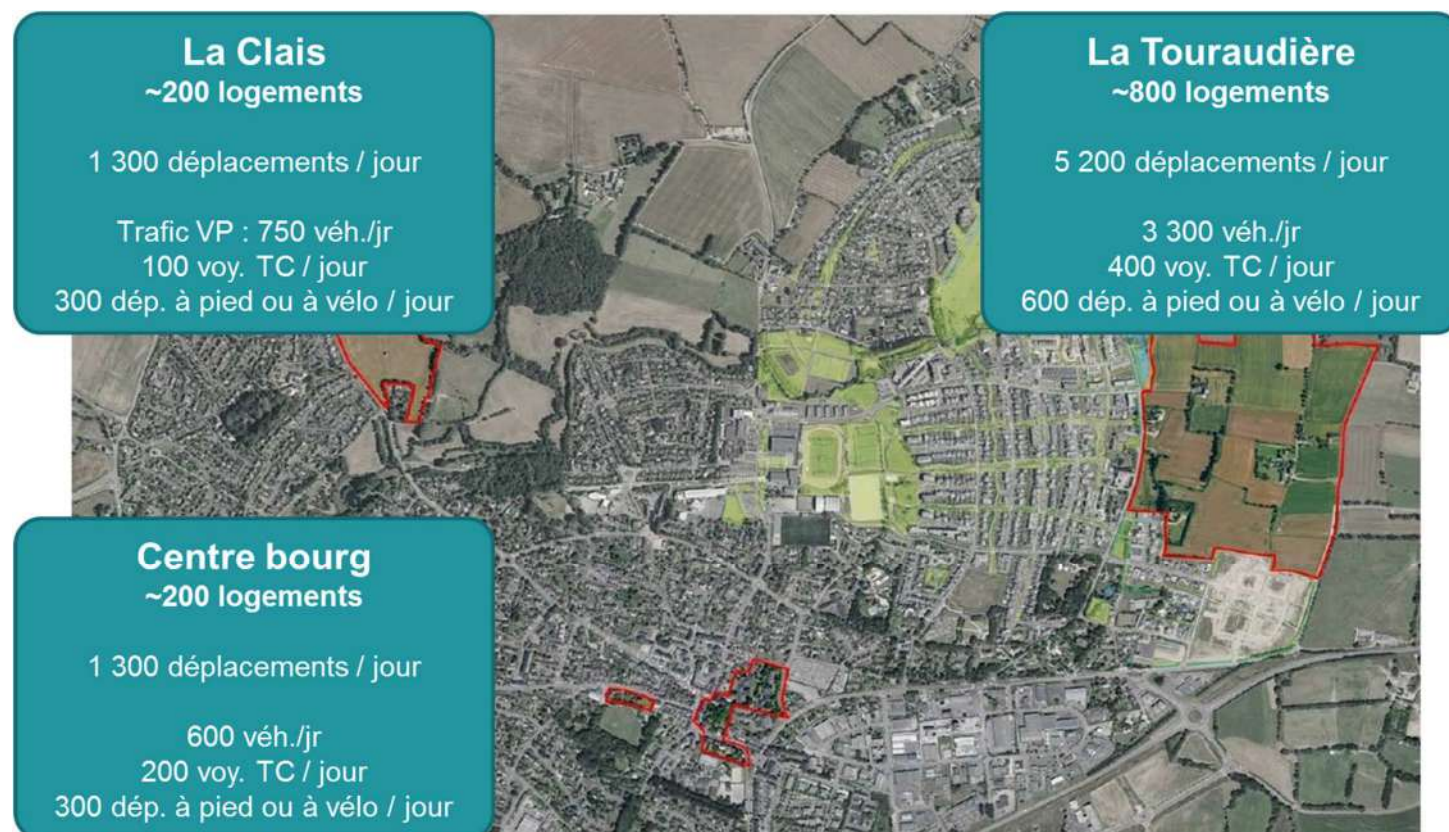 La Clais
~200 logements
1 300 déplacements / jour
Trafic VP : 750 véh./jr
100 voy. TC / jour
300 dép. à pied ou à vélo / jour
La Touraudière
~800 logements
5 200 déplacements / jour
3 300 véh./jr
400 voy. TC / jour
600 dép. à pied ou à vélo / jour
Centre bourg
~200 logements
1 300 déplacements / jour
600 véh./jr
200 voy. TC / jour
300 dép. à pied ou à vélo / jour